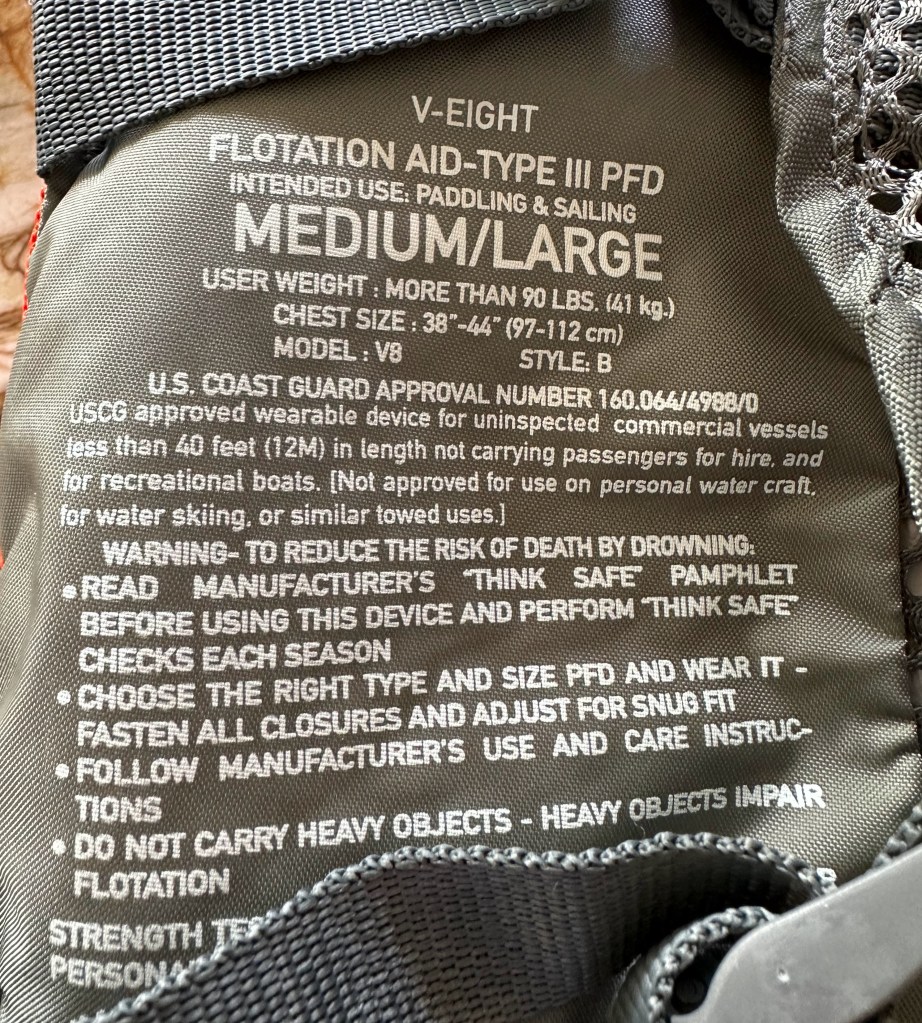 V-EIGHT
FLOTATION AID-TYPE III PFD
INTENDED USE: PADDLING & SAILING
MEDIUM/LARGE
USER WEIGHT : MORE THAN 90 LBS. (41 kg.)
CHEST SIZE : 38"-44" (97-112 cm)
MODEL : V8 STYLE: B
U.S. COAST GUARD APPROVAL NUMBER 160.064/4988/0
USCG approved wearable device for uninspected commercial vessels
less than 40 feet (12M) in length not carrying passengers for hire, and
for recreational boats. [Not approved for use on personal water craft,
for water skiing, or similar towed uses.]
WARNING- TO REDUCE THE RISK OF DEATH BY DROWNING:
•READ MANUFACTURER'S "THINK SAFE" PAMPHLET
BEFORE USING THIS DEVICE AND PERFORM "THINK SAFE"
CHECKS EACH SEASON
• CHOOSE THE RIGHT TYPE AND SIZE PFD AND WEAR IT -
FASTEN ALL CLOSURES AND ADJUST FOR SNUG FIT
• FOLLOW MANUFACTURER'S USE AND CARE INSTRUC-
TIONS
• DO NOT CARRY HEAVY OBJECTS - HEAVY OBJECTS IMPAIR
FLOTATION
STRENGTH